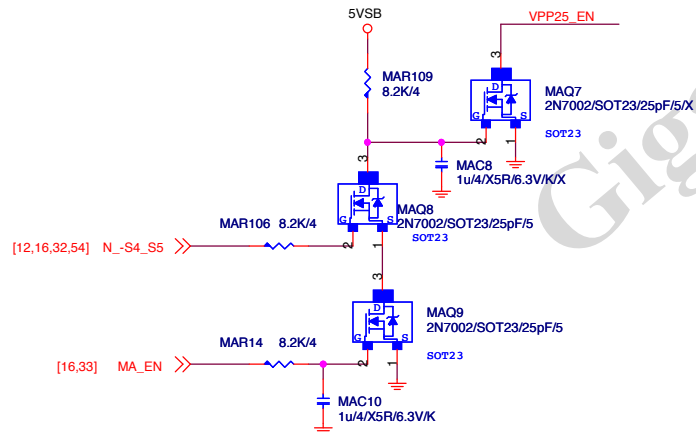 5VSB
VPP25_EN
3
MAR109
8.2K/4
D
G
S
MAQ7
2N7002/SOT23/25pF/5/X
SOT23
2
1
3
MAC8
1u/4/X5R/6.3V/K/X
D
G
S
MAQ8
2N7002/SOT23/25pF/5
SOT23
MAR106 8.2K/4
[12,16,32,54] N_-S4_S5
2
1
3
D
G
S
MAQ9
2N7002/SOT23/25pF/5
SOT23
MAR14 8.2K/4
[16,33] MA_EN
2
1
MAC10
1u/4/X5R/6.3V/K
Gig